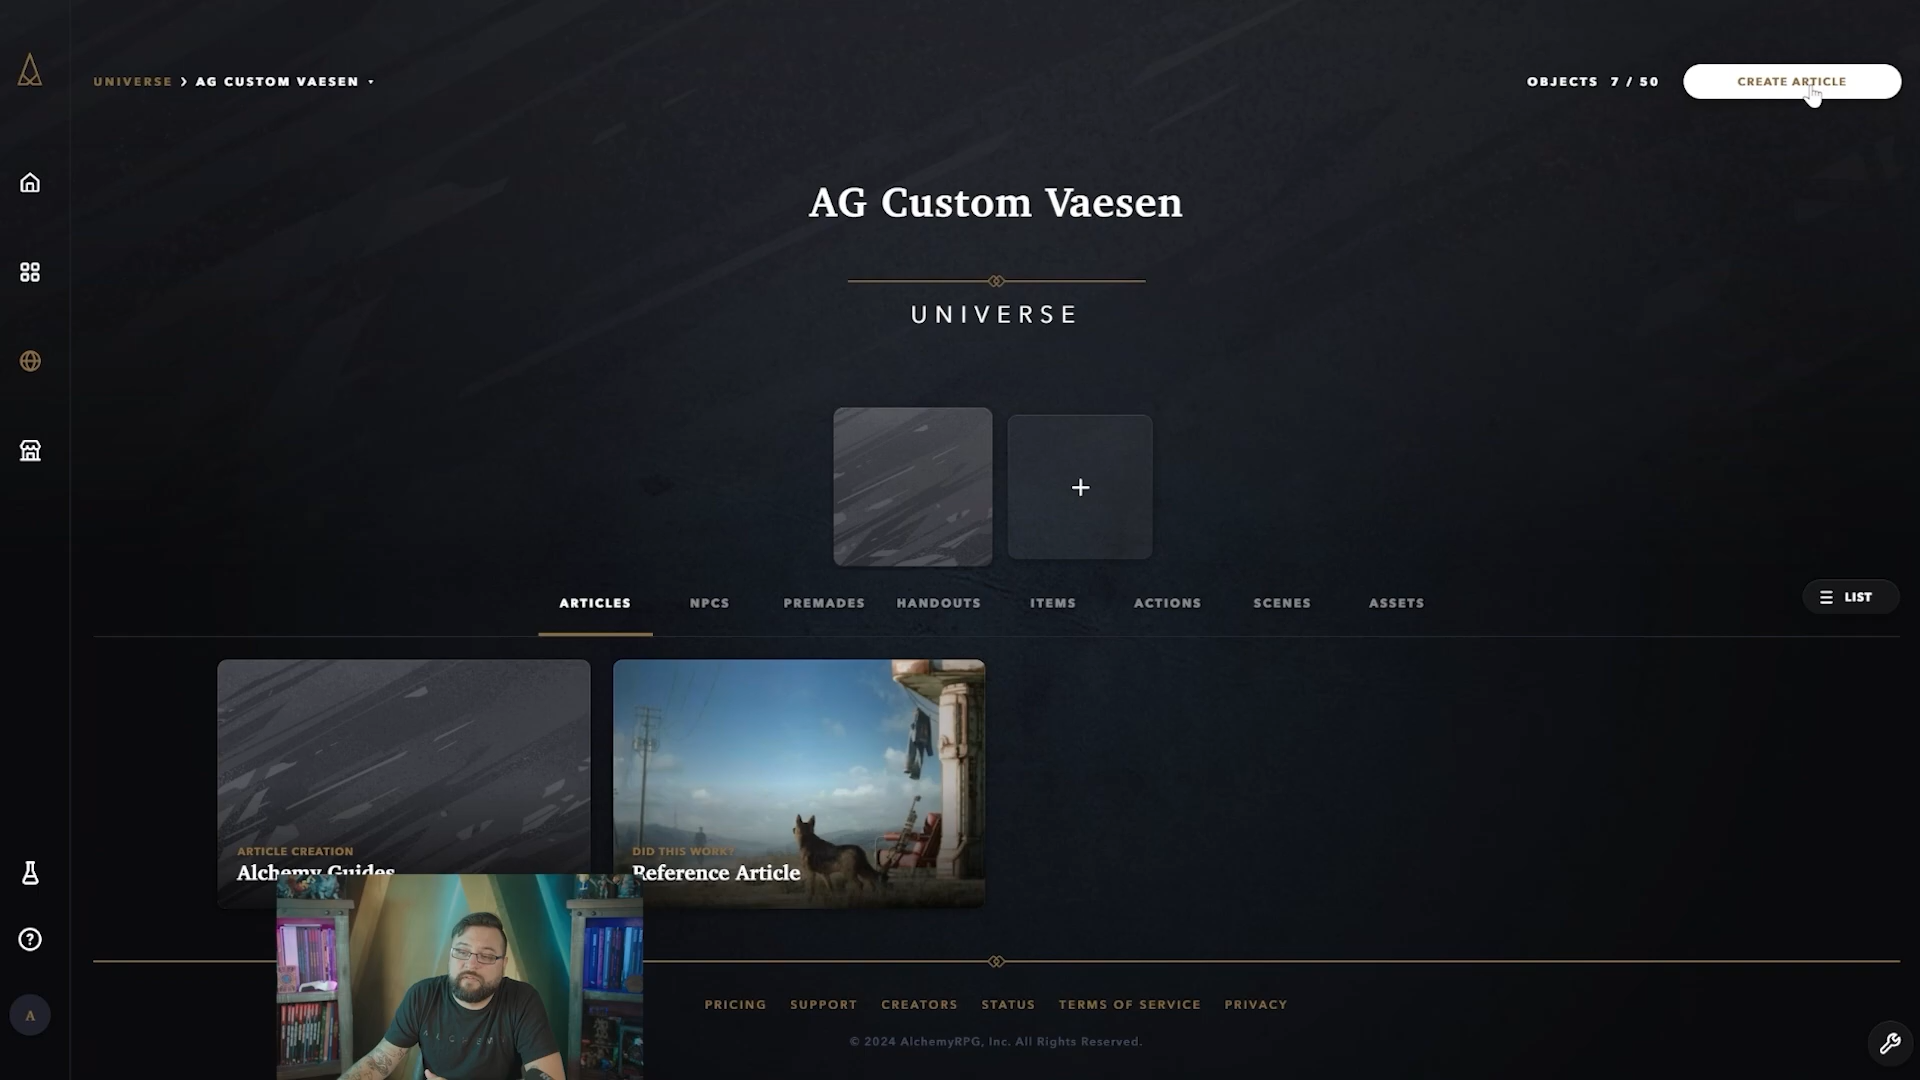 UNIVERSE > AG CUSTOM VAESEN
OBJECTS 7 / 50
CREATE ARTICLE
AG Custom Vaesen
UNIVERSE
+
ARTICLES NPCS PREMADES HANDOUTS ITEMS ACTIONS SCENES ASSETS
LIST
ARTICLE CREATION
Alchemy Guides
DID THIS WORK?
Reference Article
PRICING SUPPORT CREATORS STATUS TERMS OF SERVICE PRIVACY
© 2024 AlchemyRPG, Inc. All Rights Reserved.
?
A